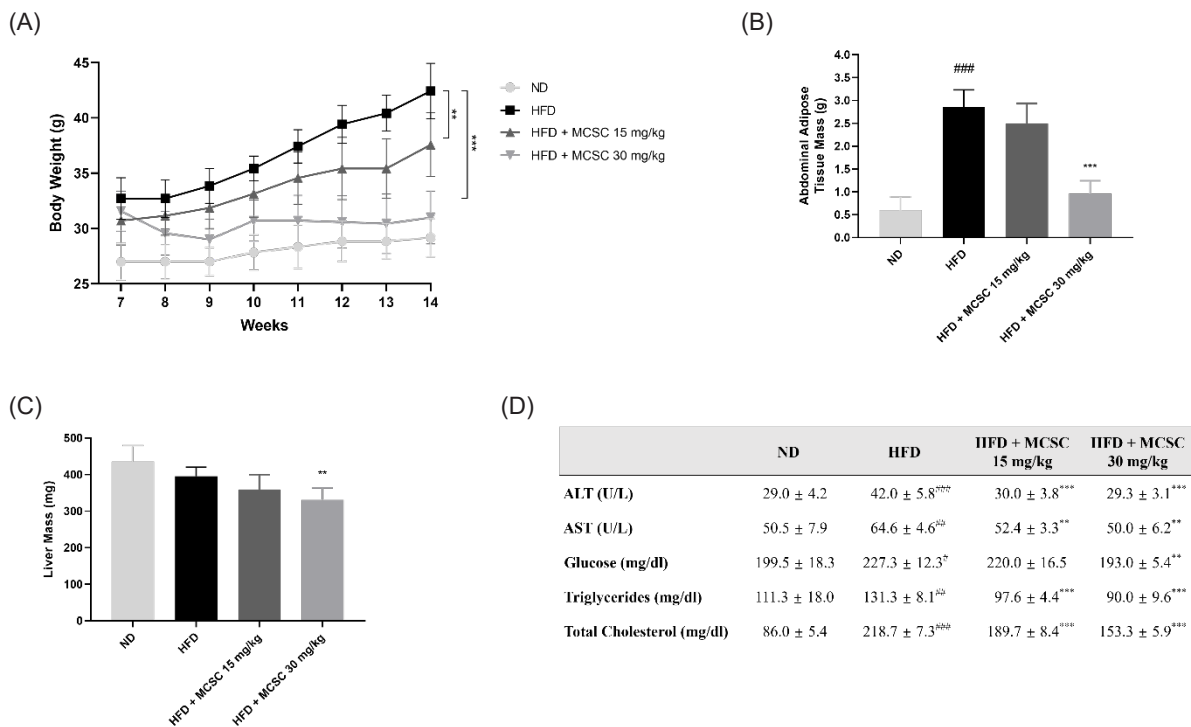 (A)
45
40
35
30
25
Body Weight (g)
7 8 9 10 11 12 13 14
Weeks
**
***
ND
HFD
HFD + MCSC 15 mg/kg
HFD + MCSC 30 mg/kg
(B)
Abdominal Adipose
Tissue Mass (g)
4.0
3.5
3.0
2.5
2.0
1.5
1.0
0.5
0.0
###
***
ND
HFD
HFD + MCSC 15 mg/kg
HFD + MCSC 30 mg/kg
(C)
Liver Mass (mg)
500
400
300
200
100
0
**
ND
HFD
HFD + MCSC 15 mg/kg
HFD + MCSC 30 mg/kg
(D)
ND HFD HFD + MCSC 15 mg/kg HFD + MCSC 30 mg/kg
ALT (U/L) 29.0 ± 4.2 42.0 ± 5.8### 30.0 ± 3.8*** 29.3 ± 3.1***
AST (U/L) 50.5 ± 7.9 64.6 ± 4.6## 52.4 ± 3.3** 50.0 ± 6.2**
Glucose (mg/dl) 199.5 ± 18.3 227.3 ± 12.3# 220.0 ± 16.5 193.0 ± 5.4**
Triglycerides (mg/dl) 111.3 ± 18.0 131.3 ± 8.1## 97.6 ± 4.4*** 90.0 ± 9.6***
Total Cholesterol (mg/dl) 86.0 ± 5.4 218.7 ± 7.3### 189.7 ± 8.4*** 153.3 ± 5.9***